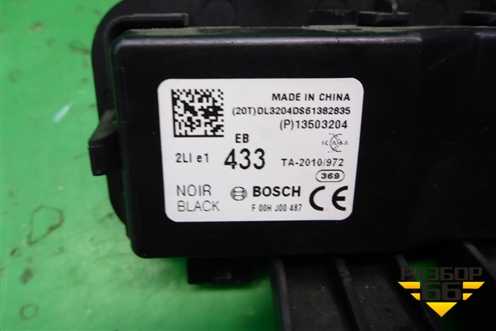 MADE IN CHINA
(20T)DL3204DS61382835
(P)13503204
EB
2LI e1 433 TA-2010/972
ICASA
369
NOIR
BLACK
BOSCH
F 00H J00 487
CE
РАЗБОР
66